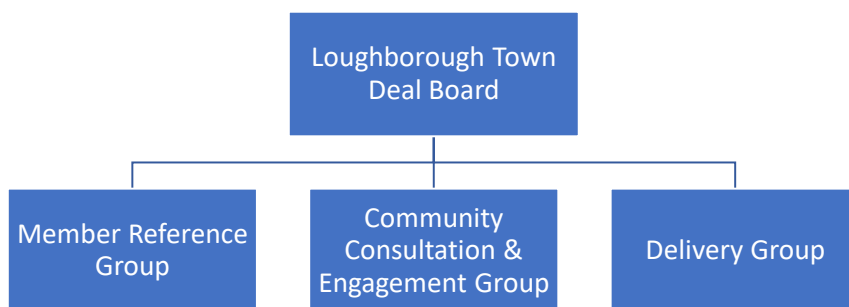 Loughborough Town
Deal Board
Member Reference
Group
Community
Consultation &
Engagement Group
Delivery Group